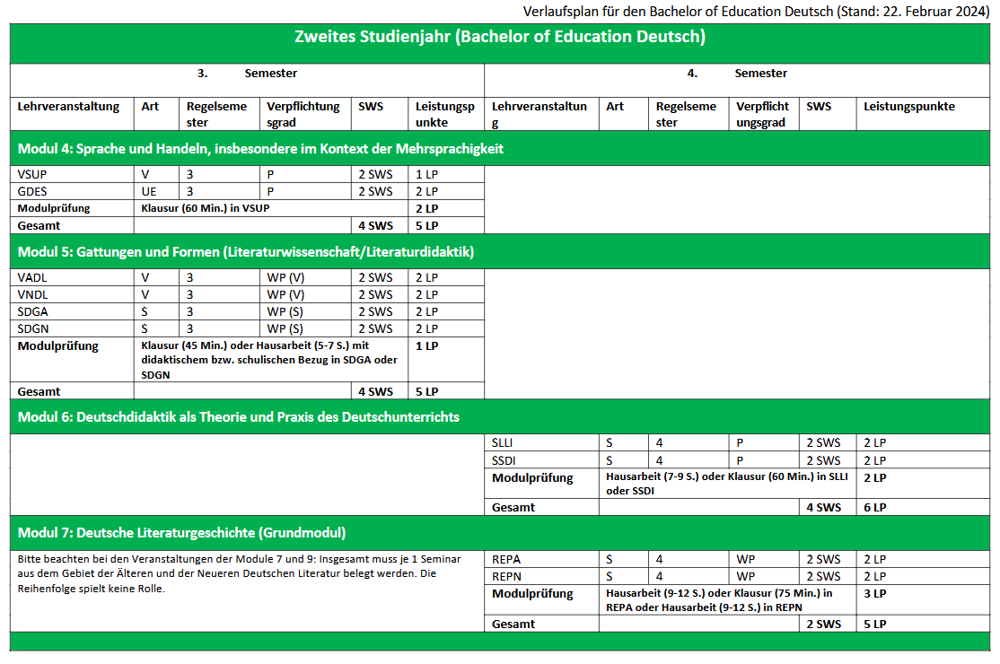 Verlaufsplan für den Bachelor of Education Deutsch (Stand: 22. Februar 2024)
Zweites Studienjahr (Bachelor of Education Deutsch)
3. Semester 4. Semester
Lehrveranstaltung Art Regelseme Verpflichtung SWS Leistungsp Lehrveranstaltun Art Regelseme Verpflicht SWS Leistungspunkte
ster sgrad unkte g ster ungsgrad
Modul 4: Sprache und Handeln, insbesondere im Kontext der Mehrsprachigkeit
VSUP V 3 P 2 SWS 1 LP
GDES UE 3 P 2 SWS 2 LP
Modulprüfung Klausur (60 Min.) in VSUP 2 LP
Gesamt 4 SWS 5 LP
Modul 5: Gattungen und Formen (Literaturwissenschaft/Literaturdidaktik)
VADL V 3 WP (V) 2 SWS 2 LP
VNDL V 3 WP (V) 2 SWS 2 LP
SDGA S 3 WP (S) 2 SWS 2 LP
SDGN S 3 WP (S) 2 SWS 2 LP
Modulprüfung Klausur (45 Min.) oder Hausarbeit (5-7 S.) mit 1 LP
didaktischem bzw. schulischen Bezug in SDGA oder
SDGN
Gesamt 4 SWS 5 LP
Modul 6: Deutschdidaktik als Theorie und Praxis des Deutschunterrichts
SLLI S 4 P 2 SWS 2 LP
SSDI S 4 P 2 SWS 2 LP
Modulprüfung Hausarbeit (7-9 S.) oder Klausur (60 Min.) in SLLI 2 LP
oder SSDI
Gesamt 4 SWS 6 LP
Modul 7: Deutsche Literaturgeschichte (Grundmodul)
Bitte beachten bei den Veranstaltungen der Module 7 und 9: Insgesamt muss je 1 Seminar
aus dem Gebiet der Älteren und der Neueren Deutschen Literatur belegt werden. Die
Reihenfolge spielt keine Rolle.
REPA S 4 WP 2 SWS 2 LP
REPN S 4 WP 2 SWS 2 LP
Modulprüfung Hausarbeit (9-12 S.) oder Klausur (75 Min.) in 3 LP
REPA oder Hausarbeit (9-12 S.) in REPN
Gesamt 2 SWS 5 LP